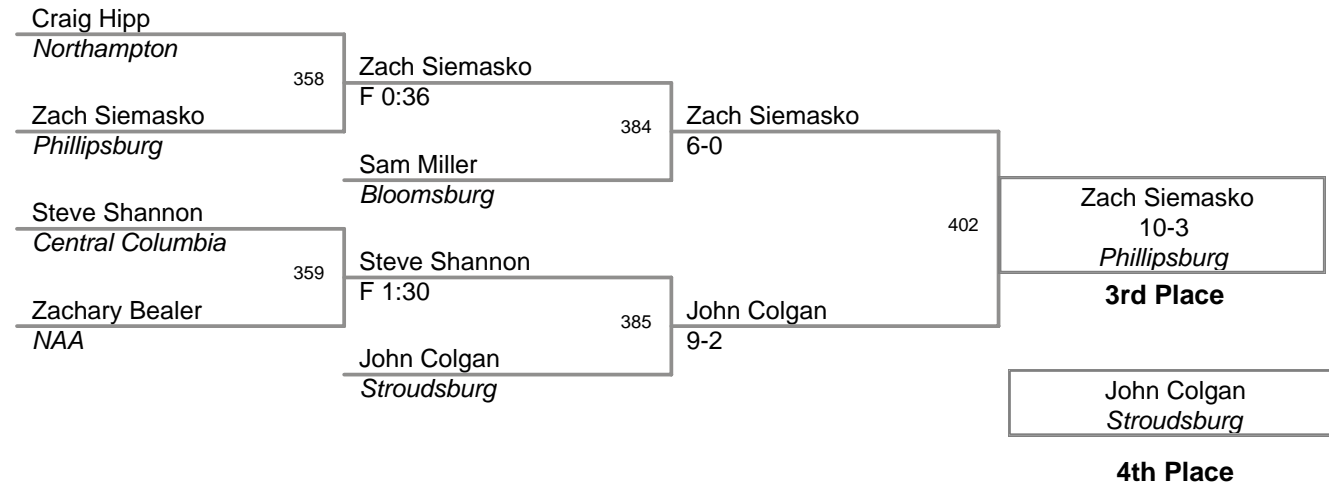 Craig Hipp
Northampton
358
Zach Siemasko
F 0:36
Zach Siemasko
Phillipsburg
384
Zach Siemasko
6-0
Sam Miller
Bloomsburg
Steve Shannon
Central Columbia
359
Steve Shannon
F 1:30
Zachary Bealer
NAA
385
John Colgan
9-2
John Colgan
Stroudsburg
402
Zach Siemasko
10-3
Phillipsburg
3rd Place
John Colgan
Stroudsburg
4th Place